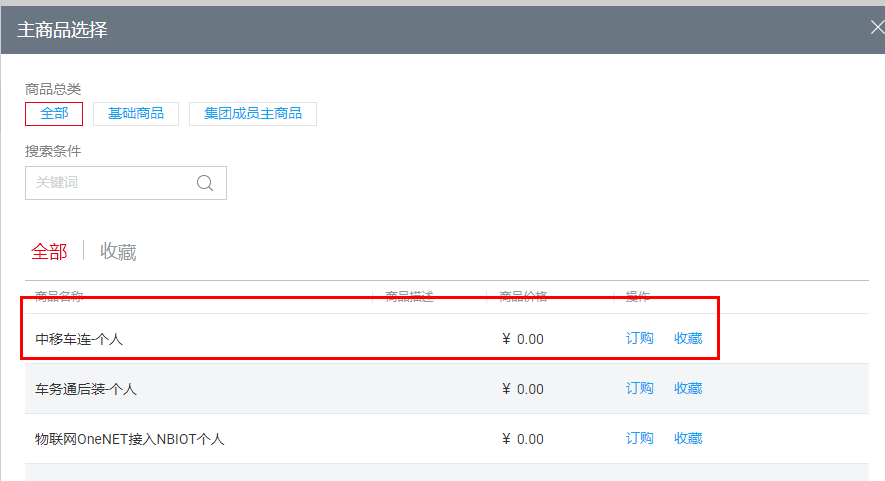 主商品选择
商品总类
全部 基础商品 集团成员主商品
搜索条件
关键词
全部 收藏
商品名称 商品描述 商品价格 操作
中移车连-个人 ¥ 0.00 订购 收藏
车务通后装-个人 ¥ 0.00 订购 收藏
物联网OneNET接入NBIOT个人 ¥ 0.00 订购 收藏